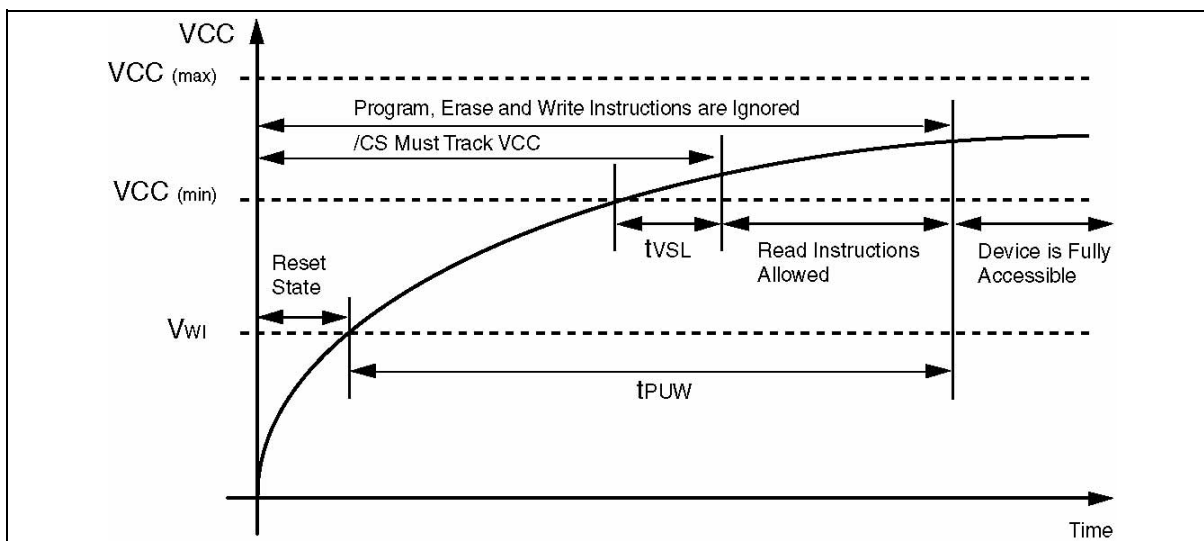 VCC
VCC (max)
Program, Erase and Write Instructions are Ignored
/CS Must Track VCC
VCC (min)
tVSL
Read Instructions
Allowed
Device is Fully
Accessible
Reset
State
VWI
tPUW
Time